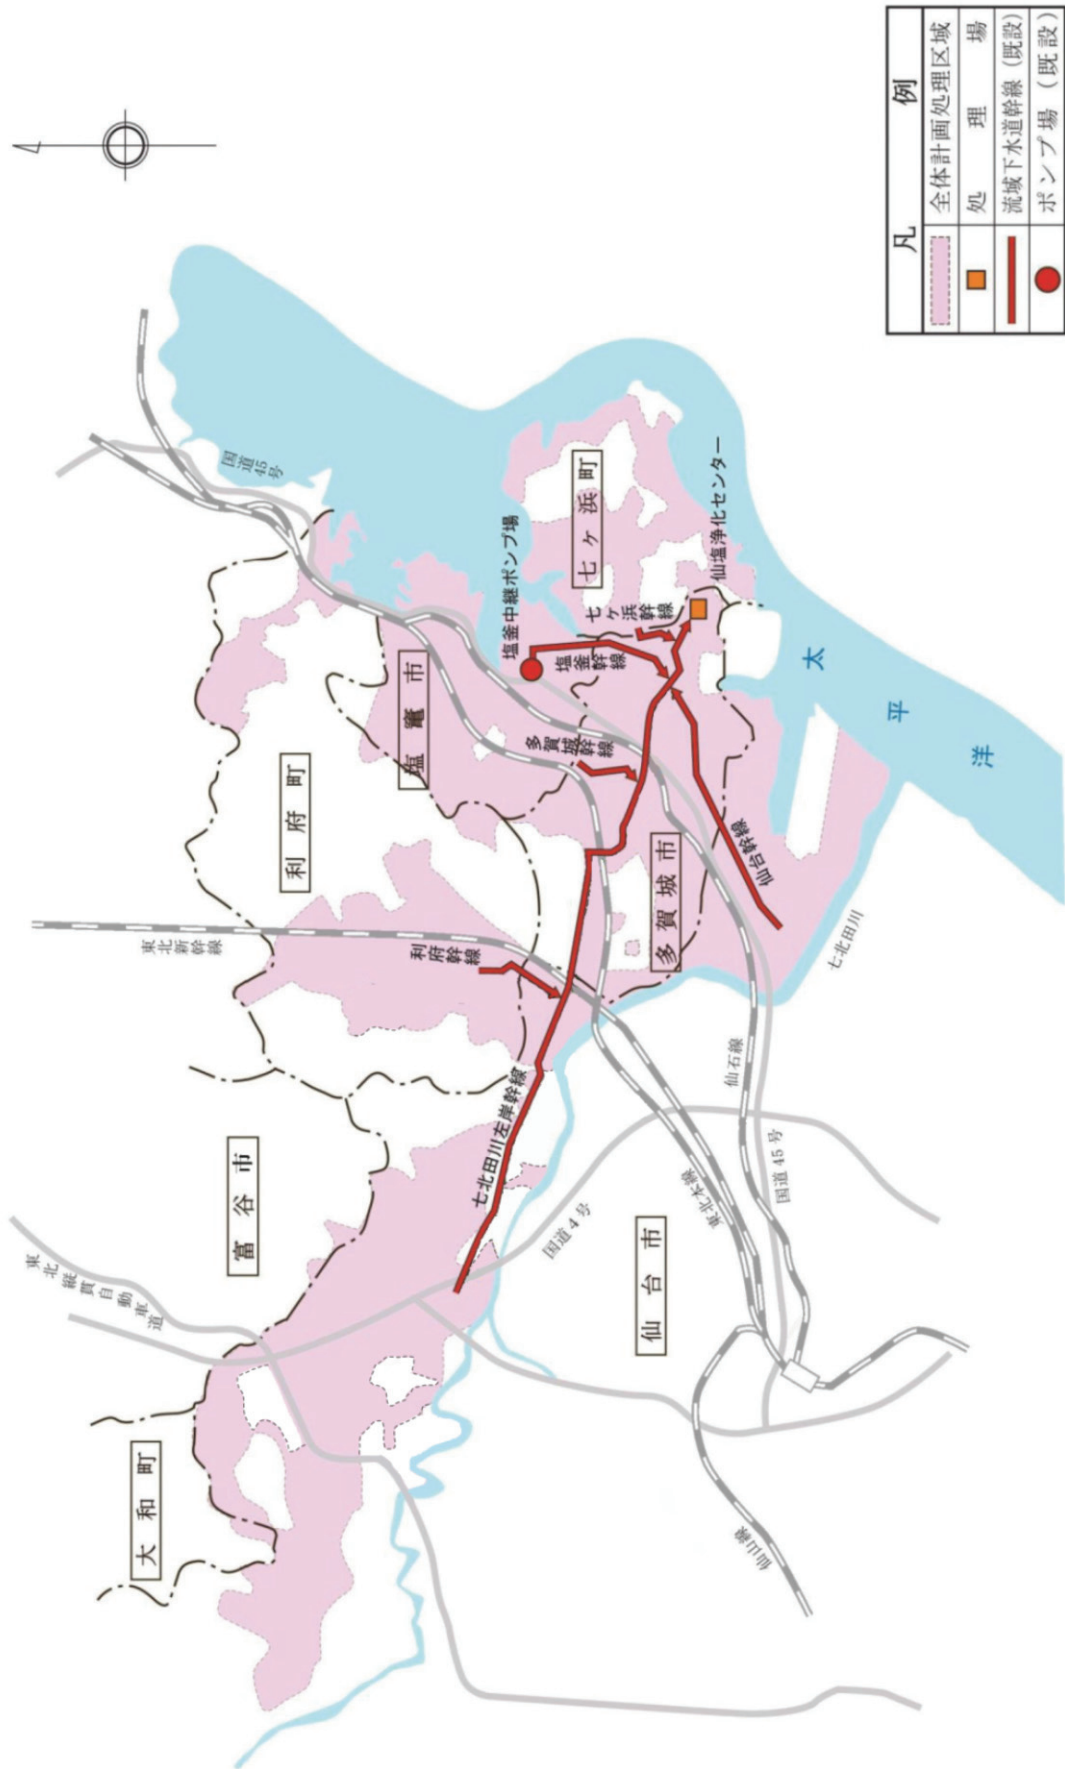 凡例
全体計画処理区域
処理場
流域下水道幹線（既設）
ポンプ場（既設）
大和町
富谷市
利府町
塩竈市
七ヶ浜町
多賀城市
仙台市
東北縦貫自動車道
東北新幹線
国道45号
利府幹線
七北田川左岸幹線
多賀城幹線
塩釜中継ポンプ場
塩釜幹線
七ヶ浜幹線
仙塩浄化センター
仙台幹線
七北田川
太平洋
国道4号
東北本線
仙石線
国道45号
仙山線